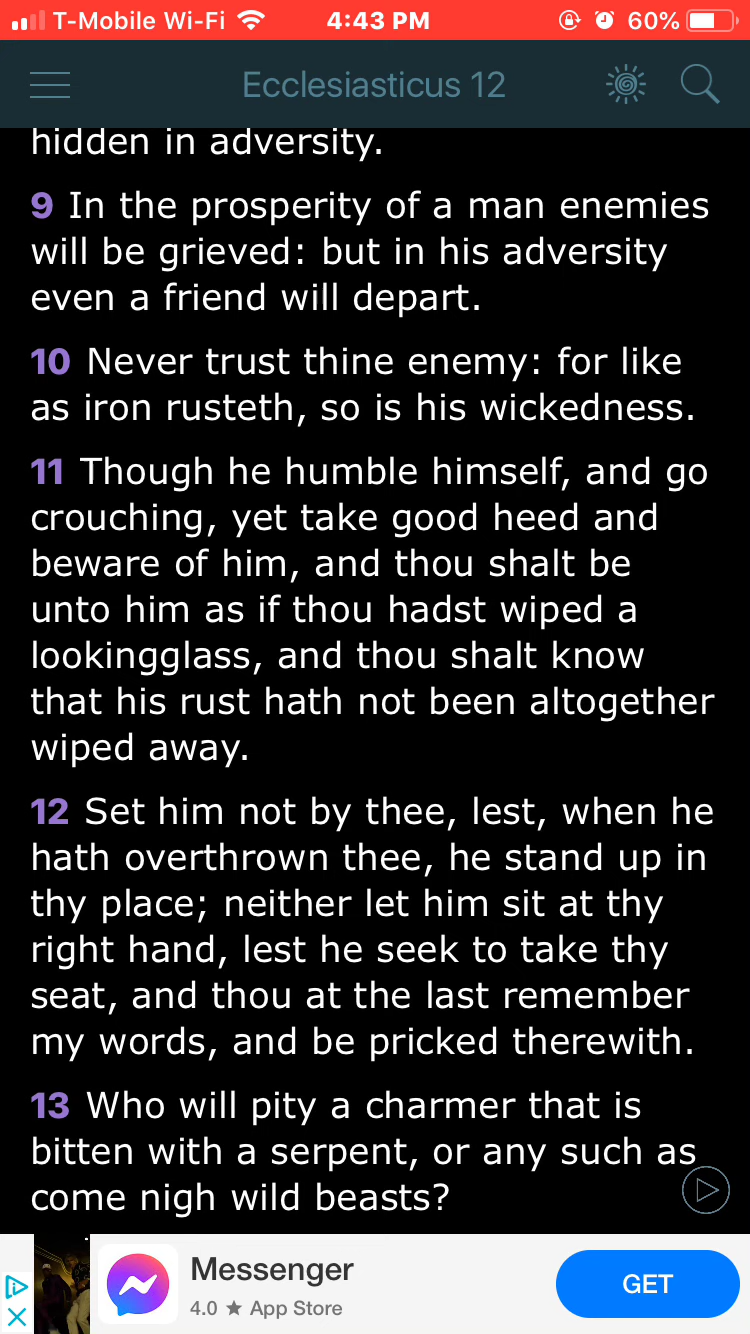 T-Mobile Wi-Fi 4:43 PM 60%
Ecclesiasticus 12
hidden in adversity.
9 In the prosperity of a man enemies
will be grieved: but in his adversity
even a friend will depart.
10 Never trust thine enemy: for like
as iron rusteth, so is his wickedness.
11 Though he humble himself, and go
crouching, yet take good heed and
beware of him, and thou shalt be
unto him as if thou hadst wiped a
lookingglass, and thou shalt know
that his rust hath not been altogether
wiped away.
12 Set him not by thee, lest, when he
hath overthrown thee, he stand up in
thy place; neither let him sit at thy
right hand, lest he seek to take thy
seat, and thou at the last remember
my words, and be pricked therewith.
13 Who will pity a charmer that is
bitten with a serpent, or any such as
come nigh wild beasts?
Messenger
4.0 ★ App Store
GET